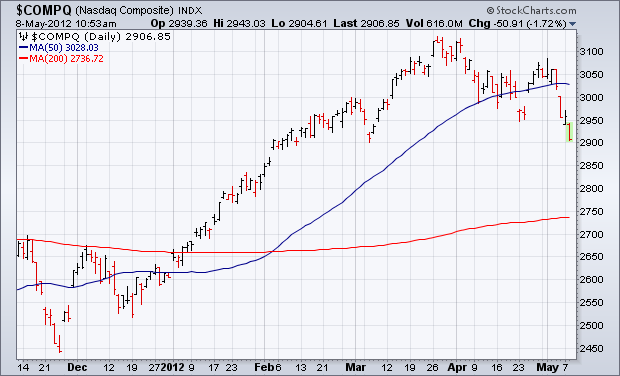 $COMPQ (Nasdaq Composite) INDX © StockCharts.com
8-May-2012 10:53am Op 2939.36 Hi 2943.03 Lo 2904.61 Last 2906.85 Vol 616.0M Chg -50.91 (-1.72%)
$COMPQ (Daily) 2906.85
MA(50) 3028.03
MA(200) 2736.72
3100
3050
3000
2950
2900
2850
2800
2750
2700
2650
2600
2550
2500
2450
14 21 28 Dec 12 19 27 2012 9 17 23 Feb 6 13 21 27 Mar 12 19 26 Apr 9 16 23 May 7